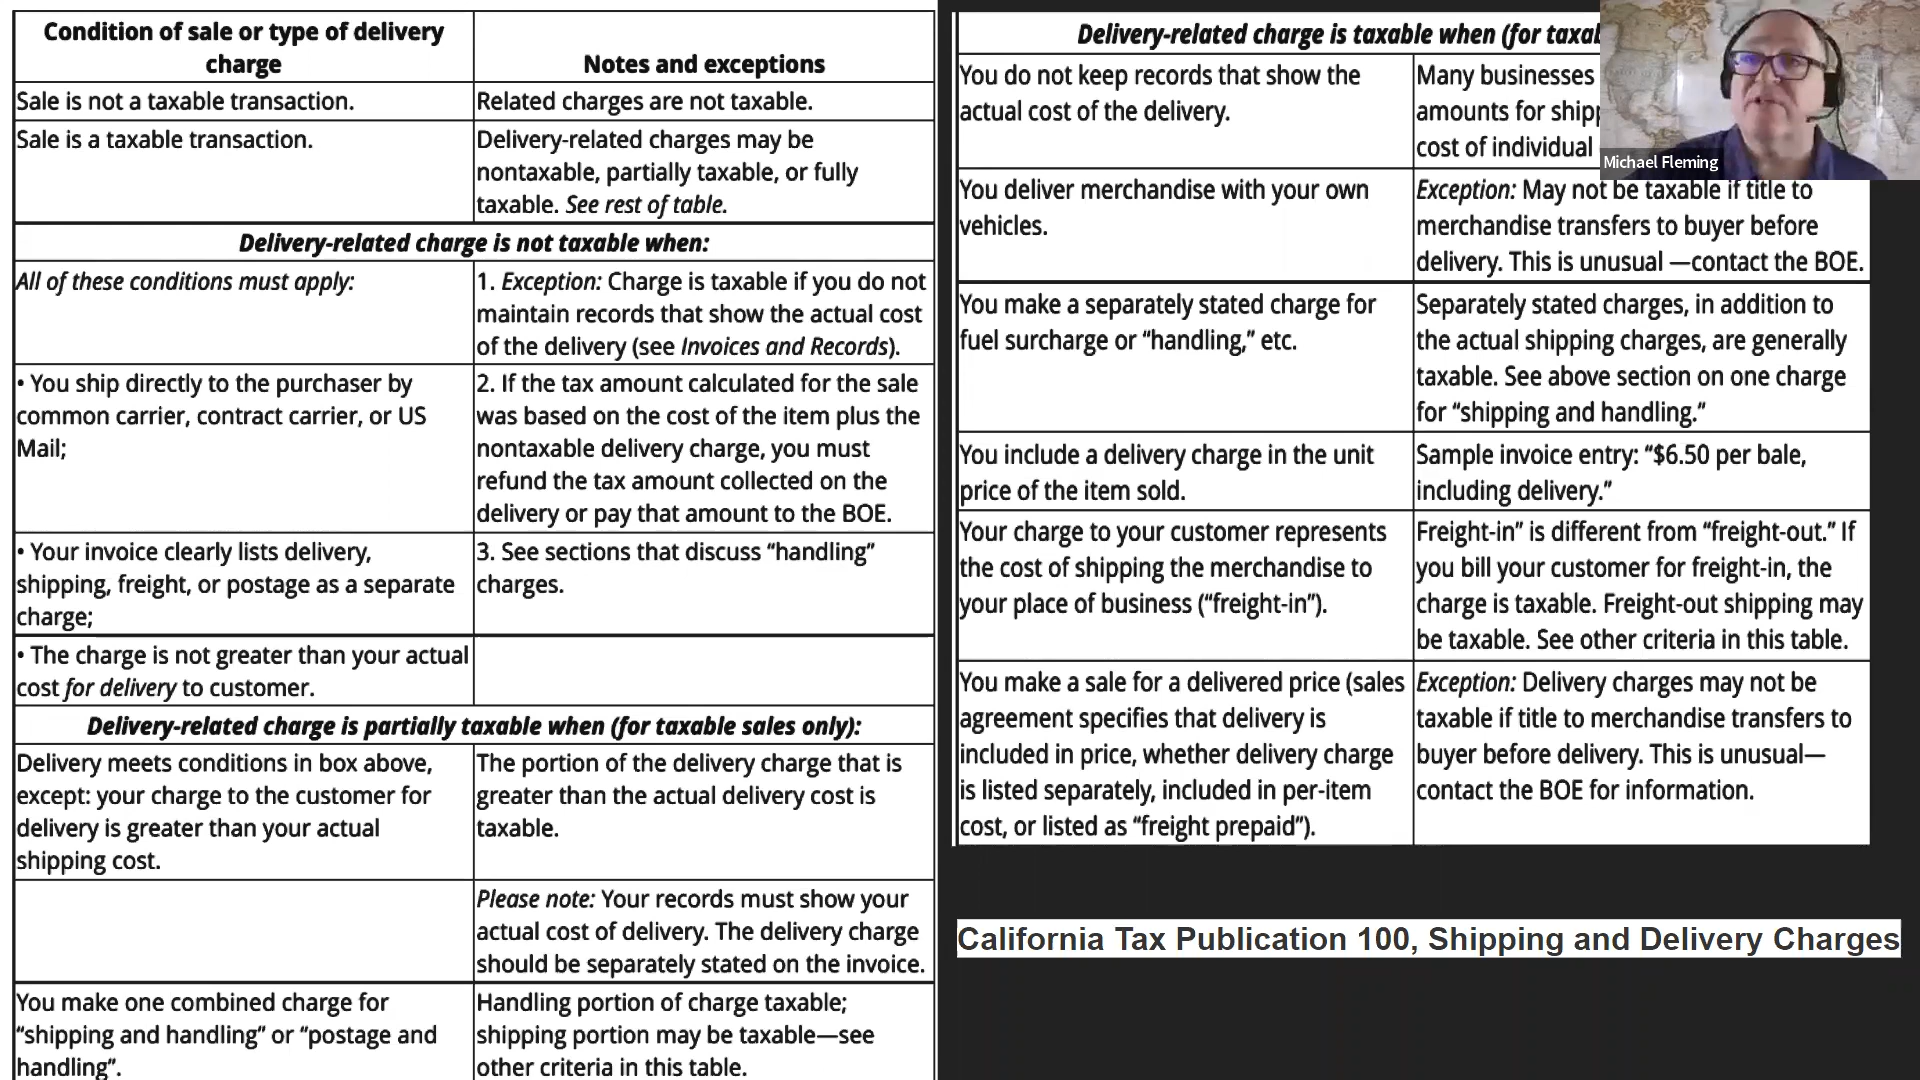 Condition of sale or type of delivery
charge
Notes and exceptions
Sale is not a taxable transaction.
Related charges are not taxable.
Sale is a taxable transaction.
Delivery-related charges may be
nontaxable, partially taxable, or fully
taxable. See rest of table.
Delivery-related charge is not taxable when:
All of these conditions must apply:
1. Exception: Charge is taxable if you do not
maintain records that show the actual cost
of the delivery (see Invoices and Records).
• You ship directly to the purchaser by
common carrier, contract carrier, or US
Mail;
2. If the tax amount calculated for the sale
was based on the cost of the item plus the
nontaxable delivery charge, you must
refund the tax amount collected on the
delivery or pay that amount to the BOE.
• Your invoice clearly lists delivery,
shipping, freight, or postage as a separate
charge;
3. See sections that discuss “handling”
charges.
• The charge is not greater than your actual
cost for delivery to customer.
Delivery-related charge is partially taxable when (for taxable sales only):
Delivery meets conditions in box above,
except: your charge to the customer for
delivery is greater than your actual
shipping cost.
The portion of the delivery charge that is
greater than the actual delivery cost is
taxable.
Please note: Your records must show your
actual cost of delivery. The delivery charge
should be separately stated on the invoice.
You make one combined charge for
“shipping and handling” or “postage and
handling”.
Handling portion of charge taxable;
shipping portion may be taxable—see
other criteria in this table.
Delivery-related charge is taxable when (for
You do not keep records that show the
actual cost of the delivery.
Many businesses
amounts for
cost of individual
Michael Fleming
You deliver merchandise with your own
vehicles.
Exception: May not be taxable if title to
merchandise transfers to buyer before
delivery. This is unusual —contact the BOE.
You make a separately stated charge for
fuel surcharge or “handling,” etc.
Separately stated charges, in addition to
the actual shipping charges, are generally
taxable. See above section on one charge
for “shipping and handling.”
You include a delivery charge in the unit
price of the item sold.
Sample invoice entry: “$6.50 per bale,
including delivery.”
Your charge to your customer represents
the cost of shipping the merchandise to
your place of business (“freight-in”).
Freight-in” is different from “freight-out.” If
you bill your customer for freight-in, the
charge is taxable. Freight-out shipping may
be taxable. See other criteria in this table.
You make a sale for a delivered price (sales
agreement specifies that delivery is
included in price, whether delivery charge
is listed separately, included in per-item
cost, or listed as “freight prepaid”).
Exception: Delivery charges may not be
taxable if title to merchandise transfers to
buyer before delivery. This is unusual—
contact the BOE for information.
California Tax Publication 100, Shipping and Delivery Charges